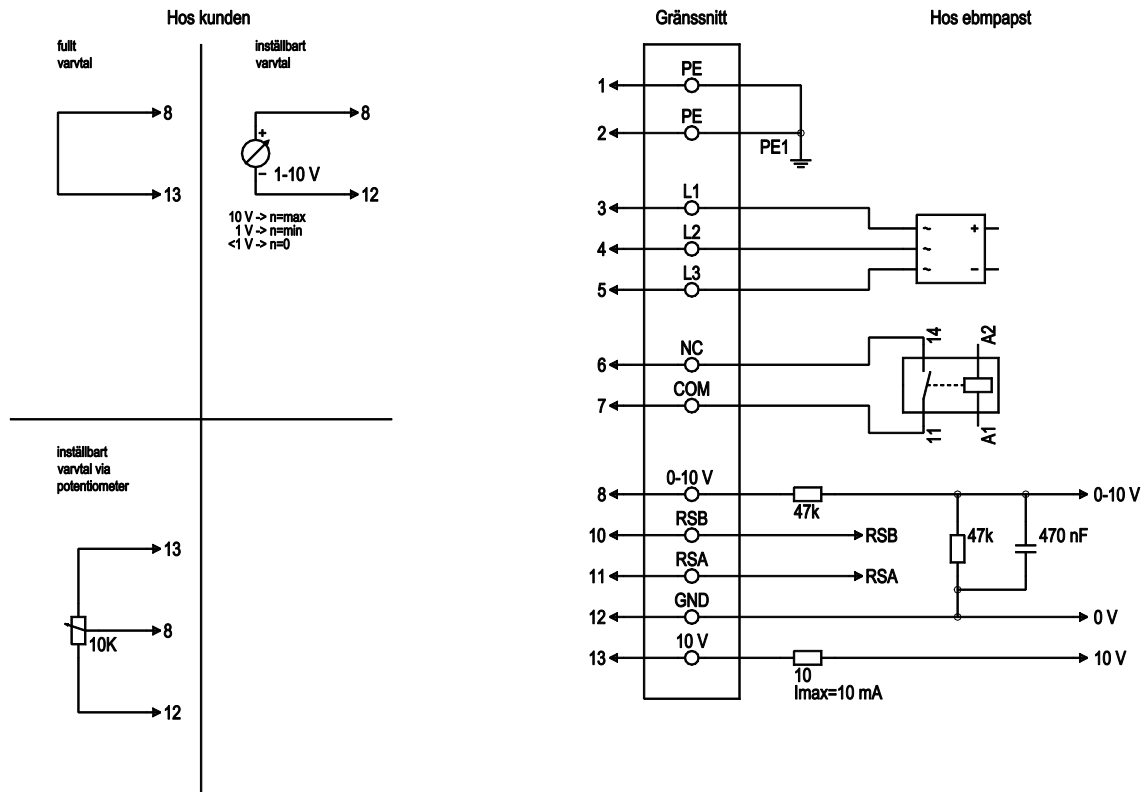 Hos kunden
Gränssnitt
Hos ebmpapst
fullt
varvtal
8
13
inställbart
varvtal
8
+
1-10 V
−
12
10 V -> n=max
1 V -> n=min
<1 V -> n=0
inställbart
varvtal via
potentiometer
13
8
10K
12
1
PE
2
PE
PE1
3
L1
4
L2
5
L3
~ +
~
~ −
6
NC
7
COM
14
A2
11
A1
8
0-10 V
47k
0-10 V
10
RSB
RSB
47k
470 nF
11
RSA
RSA
12
GND
0 V
13
10 V
10
Imax=10 mA
10 V